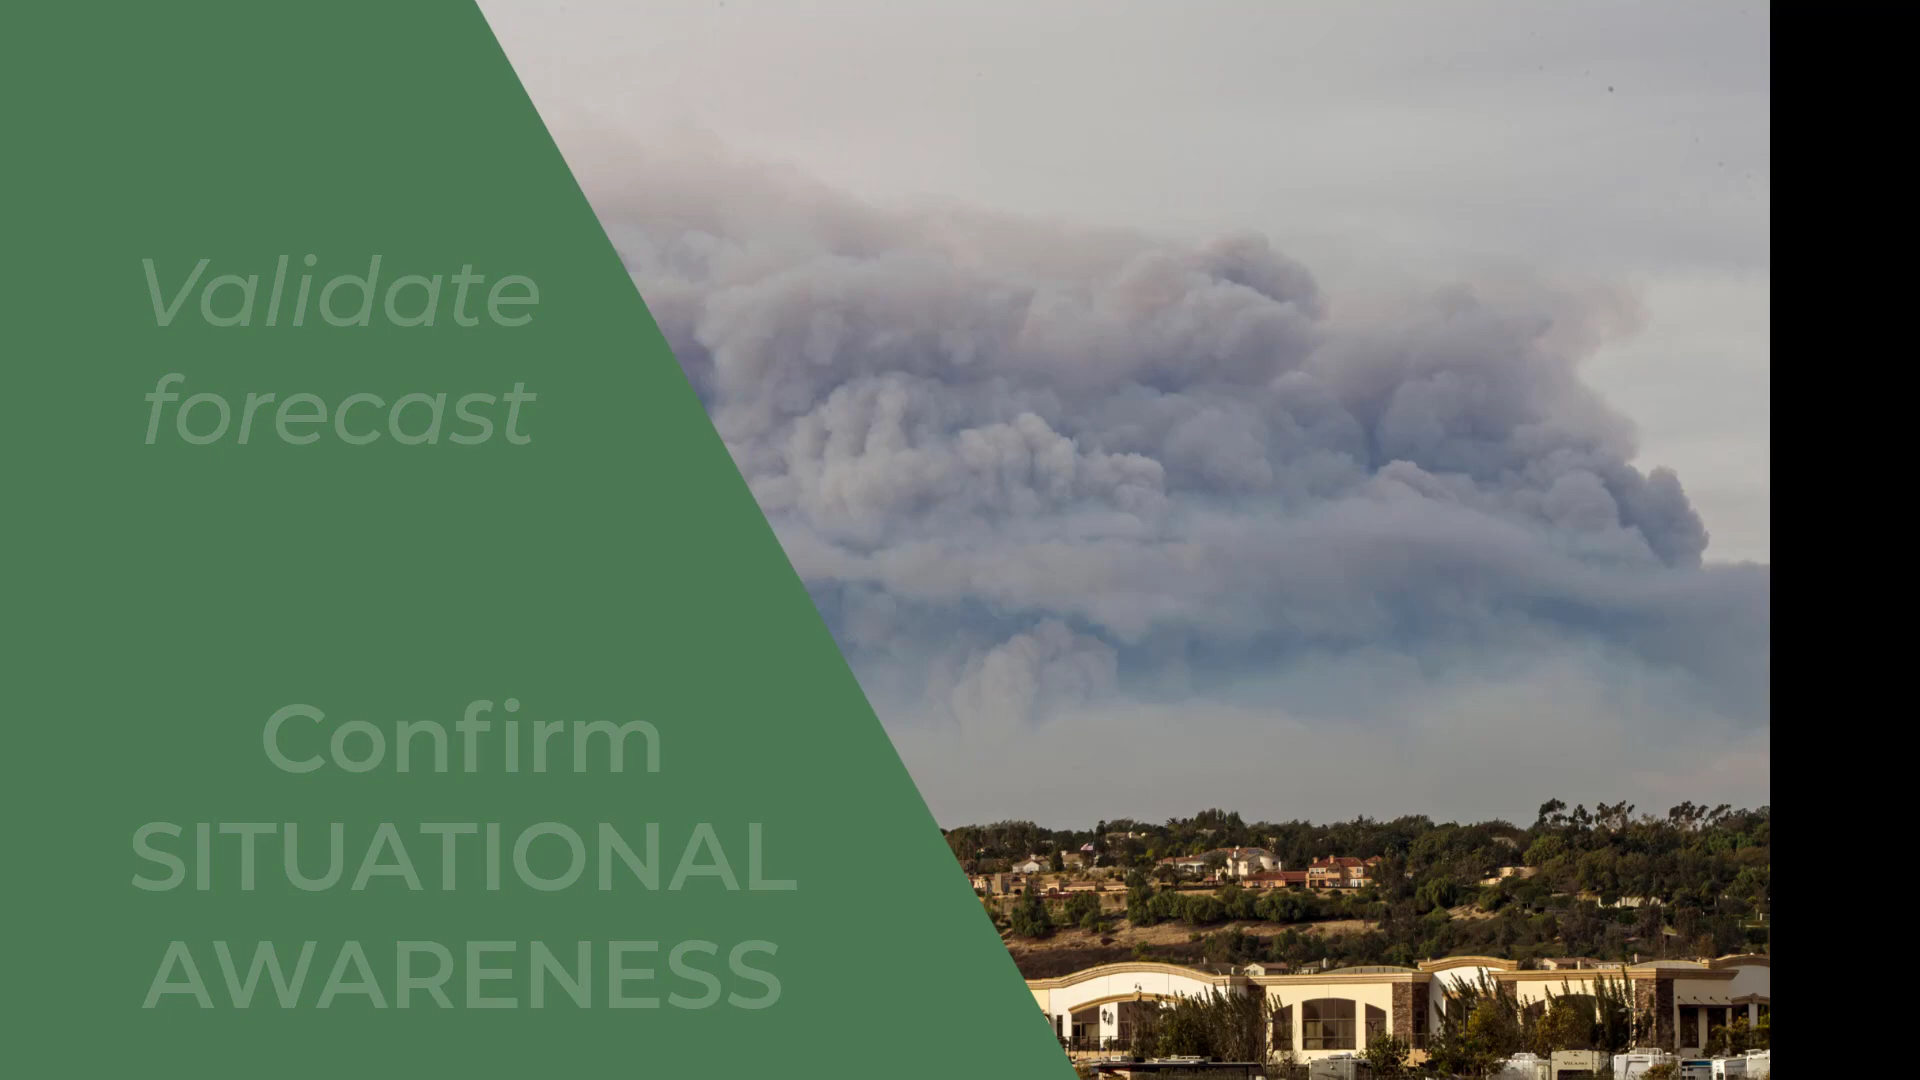 Validate
forecast
Confirm
SITUATIONAL
AWARENESS